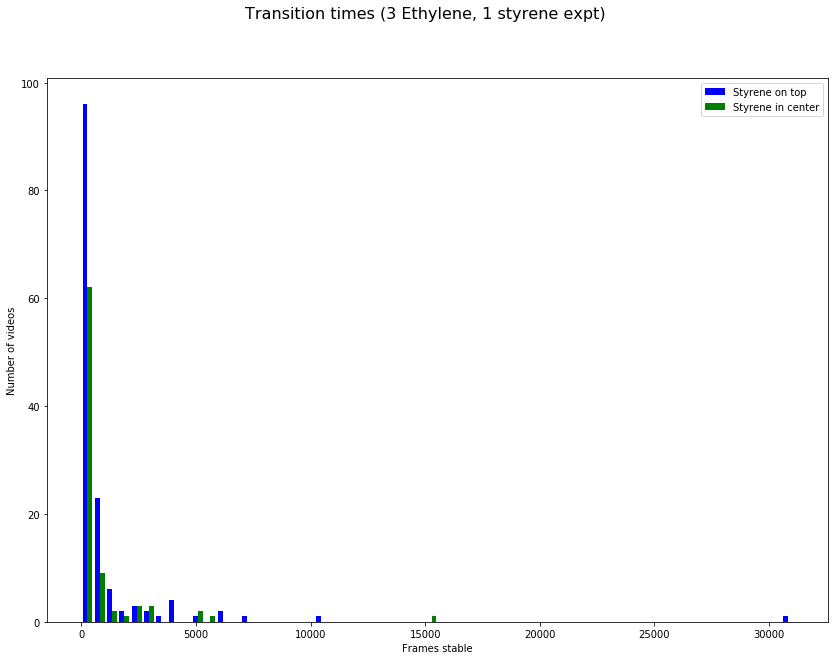 Transition times (3 Ethylene, 1 styrene expt)
100
80
60
40
20
0
Number of videos
Styrene on top
Styrene in center
0 5000 10000 15000 20000 25000 30000
Frames stable